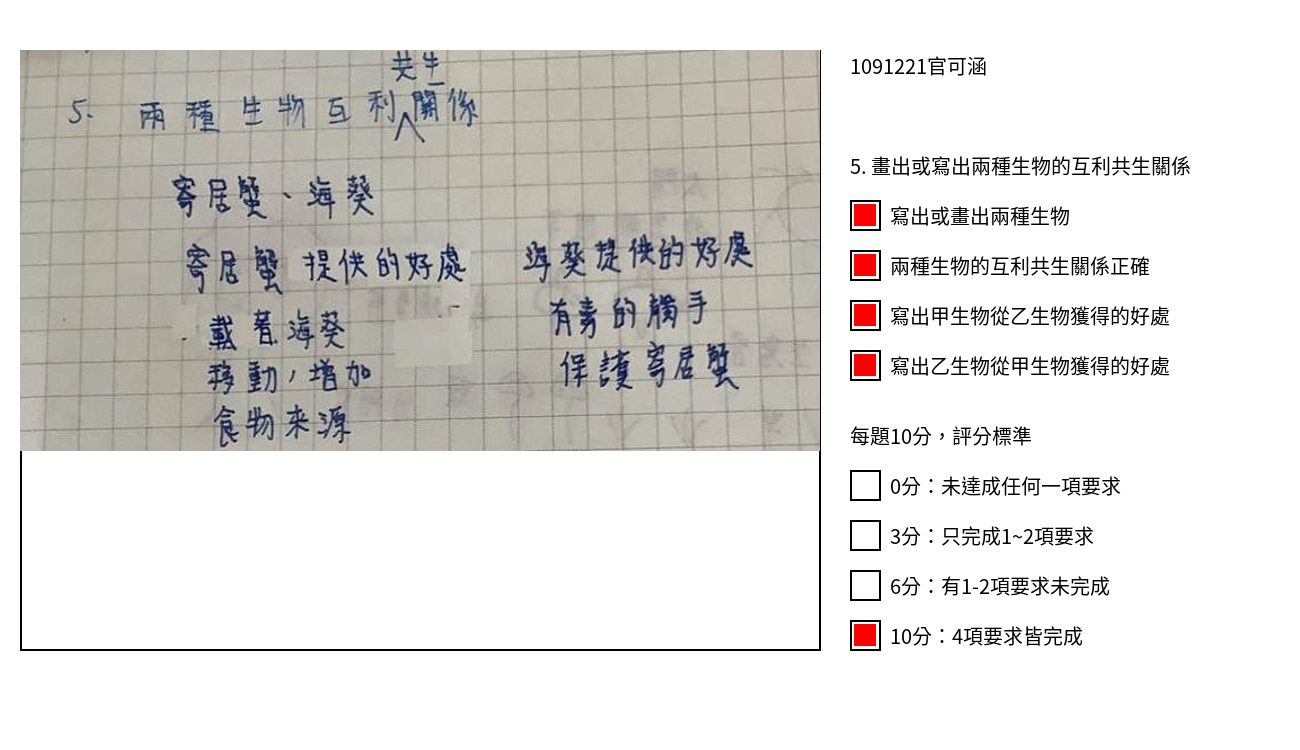 共生
5. 兩種生物互利關係
寄居蟹、海葵
寄居蟹提供的好處
戴著海葵
移動,增加
食物來源
海葵提供的好處
有毒的觸手
保護寄居蟹
1091221官可涵
5. 畫出或寫出兩種生物的互利共生關係
寫出或畫出兩種生物
兩種生物的互利共生關係正確
寫出甲生物從乙生物獲得的好處
寫出乙生物從甲生物獲得的好處
每題10分,評分標準
0分:未達成任何一項要求
3分:只完成1~2項要求
6分:有1-2項要求未完成
10分:4項要求皆完成